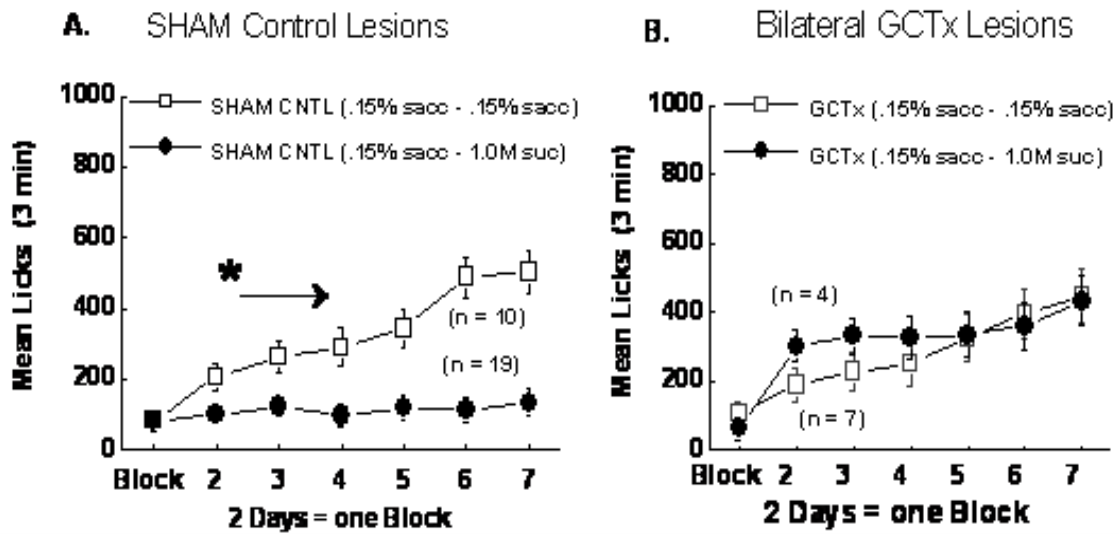 A. SHAM Control Lesions
SHAM CNTL (.15% sacc - .15% sacc)
SHAM CNTL (.15% sacc - 1.0M suc)
Mean Licks (3 min)
1000
800
600
400
200
0
*
(n = 10)
(n = 19)
Block 2 3 4 5 6 7
2 Days = one Block
B. Bilateral GCTx Lesions
GCTx (.15% sacc - .15% sacc)
GCTx (.15% sacc - 1.0M suc)
Mean Licks (3 min)
1000
800
600
400
200
0
(n = 4)
(n = 7)
Block 2 3 4 5 6 7
2 Days = one Block